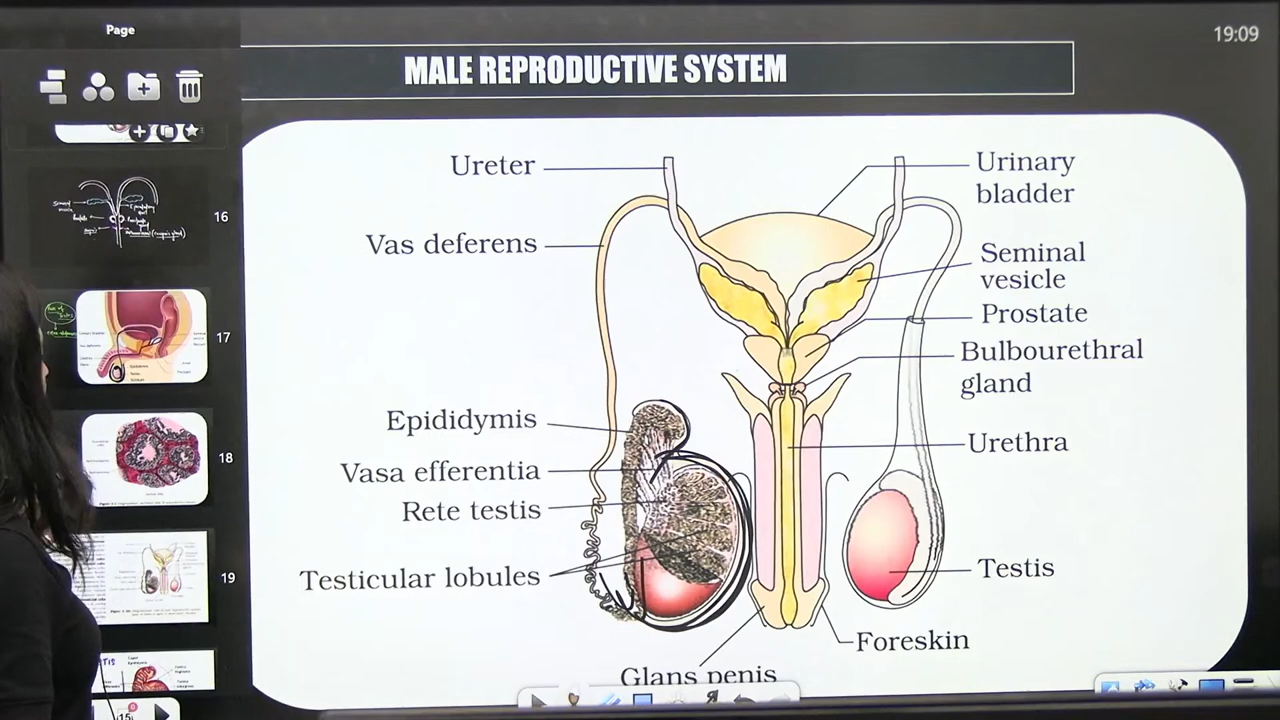 Page
19:09
MALE REPRODUCTIVE SYSTEM
Ureter
Urinary
bladder
Vas deferens
Seminal
vesicle
Prostate
Bulbourethral
gland
Epididymis
Urethra
Vasa efferentia
Rete testis
Testicular lobules
Testis
Foreskin
Glans penis
16
17
18
19
15